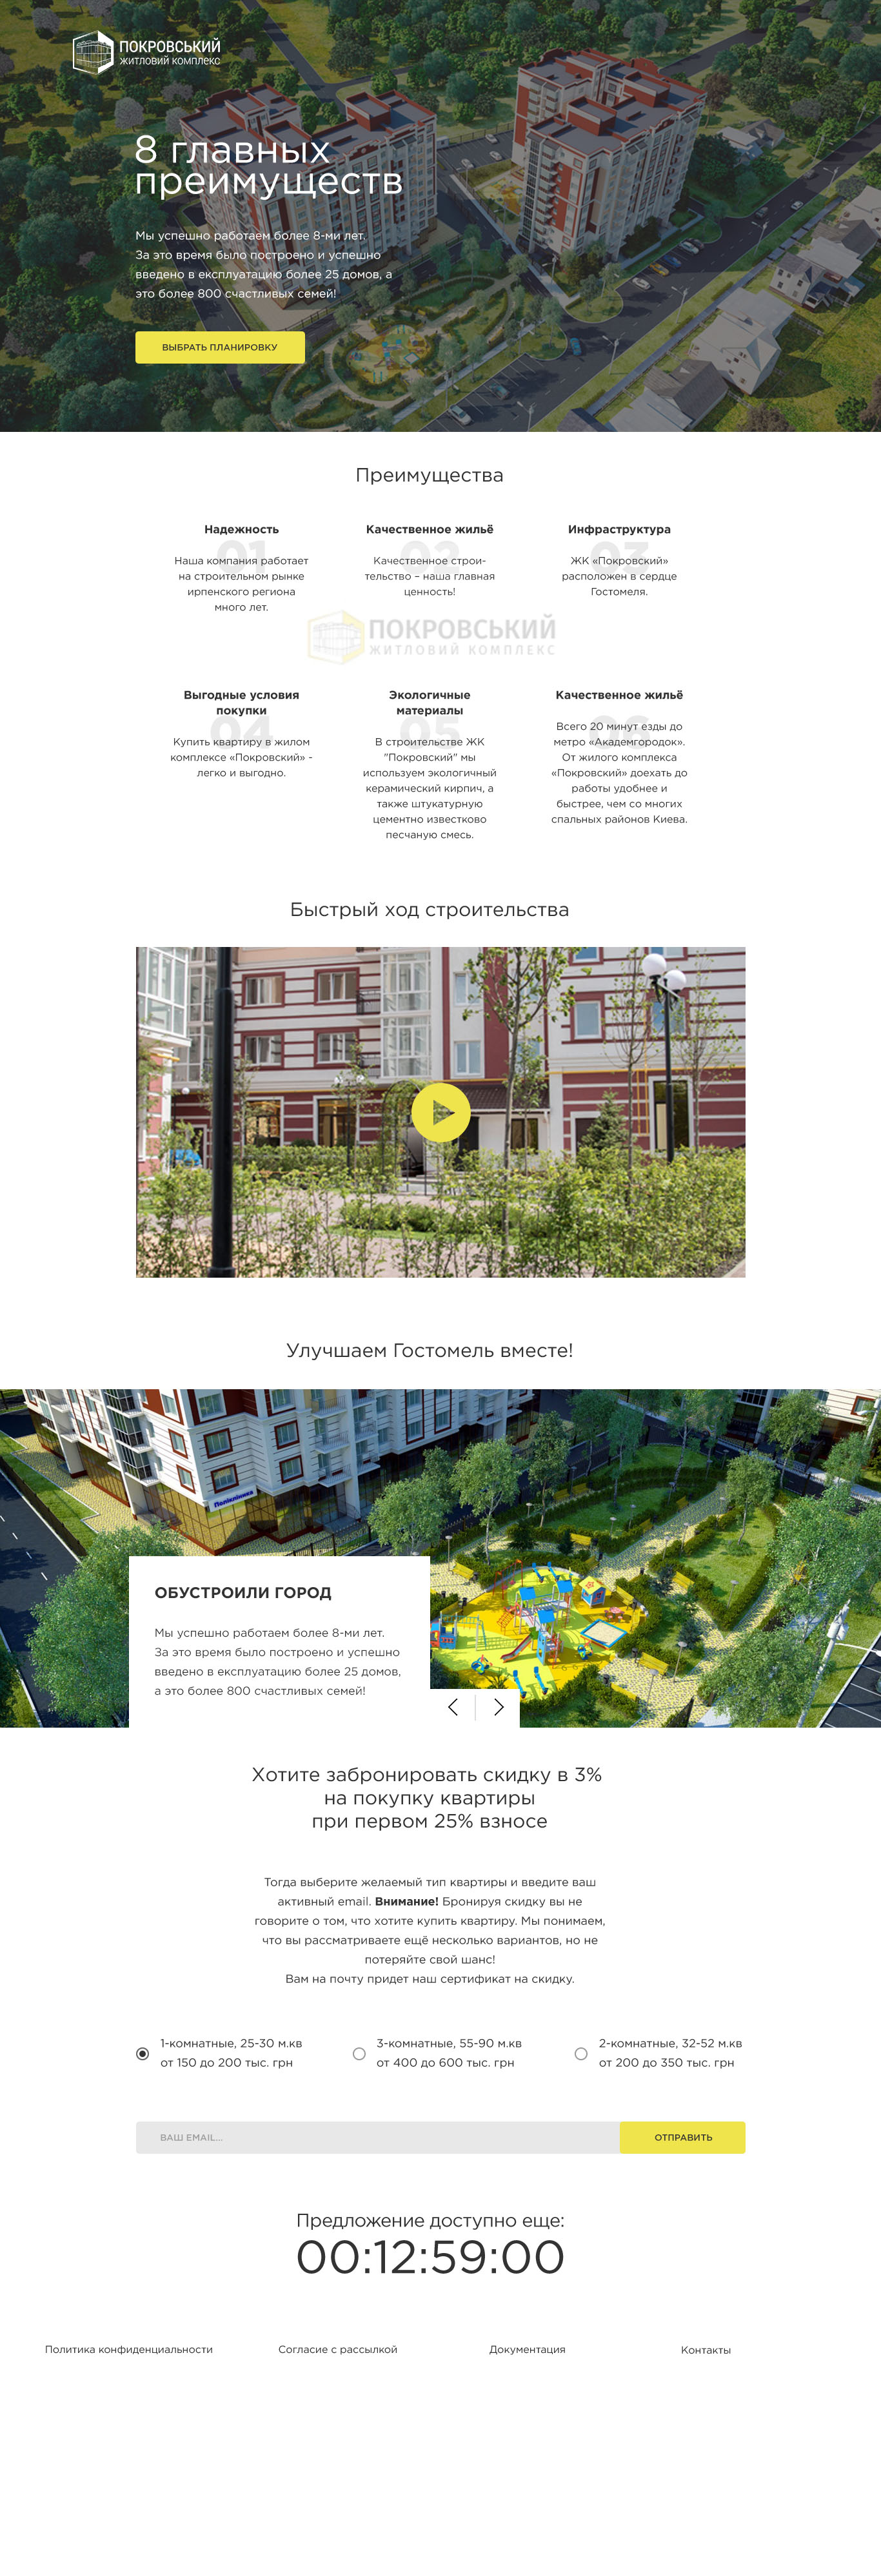 ПОКРОВСЬКИЙ
ЖИТЛОВИЙ КОМПЛЕКС
8 главных
преимуществ
Мы успешно работаем более 8-ми лет.
За это время было построено и успешно
введено в експлуатацию более 25 домов, а
это более 800 счастливых семей!
ВЫБРАТЬ ПЛАНИРОВКУ
Преимущества
Надежность
01
Наша компания работает
на строительном рынке
ирпенского региона
много лет.
Качественное жильё
02
Качественное строи-
тельство – наша главная
ценность!
Инфраструктура
03
ЖК «Покровский»
расположен в сердце
Гостомеля.
ПОКРОВСЬКИЙ
ЖИТЛОВИЙ КОМПЛЕКС
Выгодные условия
покупки
04
Купить квартиру в жилом
комплексе «Покровский» -
легко и выгодно.
Экологичные
материалы
05
В строительстве ЖК
"Покровский" мы
используем экологичный
керамический кирпич, а
также штукатурную
цементно известково
песчаную смесь.
Качественное жильё
06
Всего 20 минут езды до
метро «Академгородок».
От жилого комплекса
«Покровский» доехать до
работы удобнее и
быстрее, чем со многих
спальных районов Киева.
Быстрый ход строительства
Улучшаем Гостомель вместе!
Поліклініка
ОБУСТРОИЛИ ГОРОД
Мы успешно работаем более 8-ми лет.
За это время было построено и успешно
введено в експлуатацию более 25 домов,
а это более 800 счастливых семей!
Хотите забронировать скидку в 3%
на покупку квартиры
при первом 25% взносе
Тогда выберите желаемый тип квартиры и введите ваш
активный email. Внимание! Бронируя скидку вы не
говорите о том, что хотите купить квартиру. Мы понимаем,
что вы рассматриваете ещё несколько вариантов, но не
потеряйте свой шанс!
Вам на почту придет наш сертификат на скидку.
1-комнатные, 25-30 м.кв
от 150 до 200 тыс. грн
3-комнатные, 55-90 м.кв
от 400 до 600 тыс. грн
2-комнатные, 32-52 м.кв
от 200 до 350 тыс. грн
ВАШ EMAIL...
ОТПРАВИТЬ
Предложение доступно еще:
00:12:59:00
Политика конфиденциальности
Согласие с рассылкой
Документация
Контакты